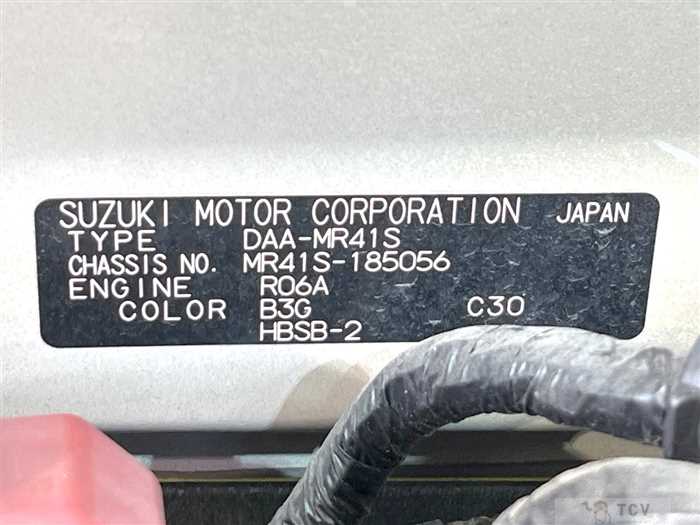 SUZUKI MOTOR CORPORATION JAPAN
TYPE DAA-MR41S
CHASSIS NO. MR41S-185056
ENGINE R06A
COLOR B3G C30
HBSB-2
TCV